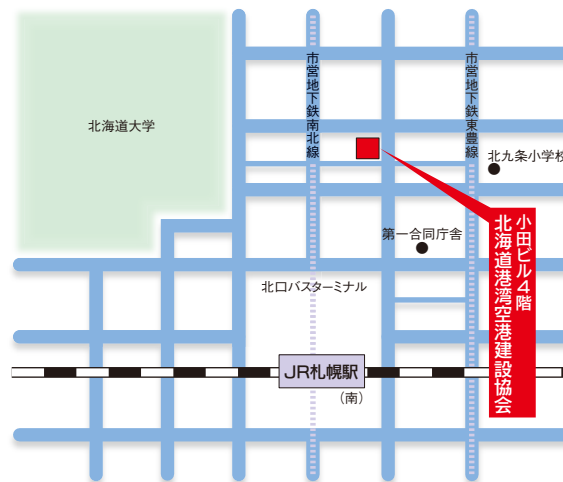 市営地下鉄南北線
市営地下鉄東豊線
北海道大学
北九条小学校
小田ビル4階
北海道港湾空港建設協会
第一合同庁舎
北口バスターミナル
JR札幌駅
(南)